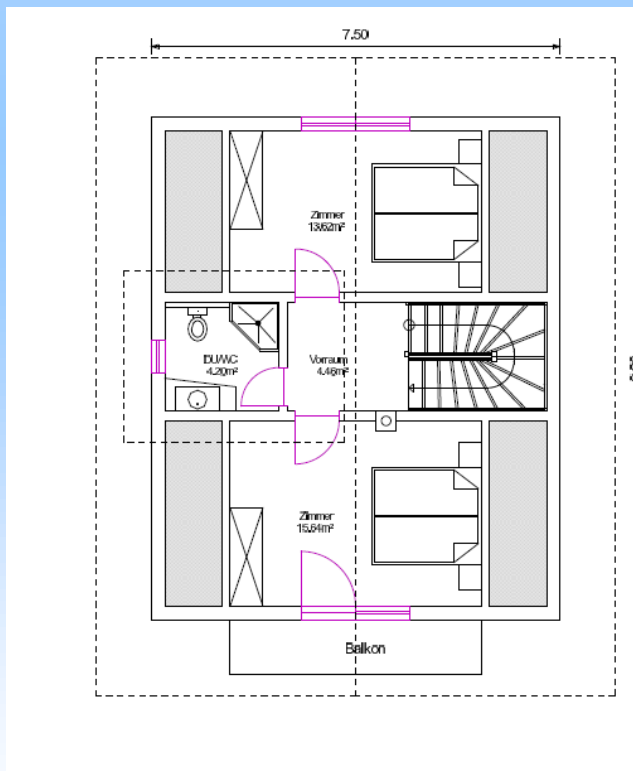 7.50
Zimmer
13.62m²
DU/WC
4.20m²
Vorraum
4.46m²
Zimmer
15.64m²
Balkon